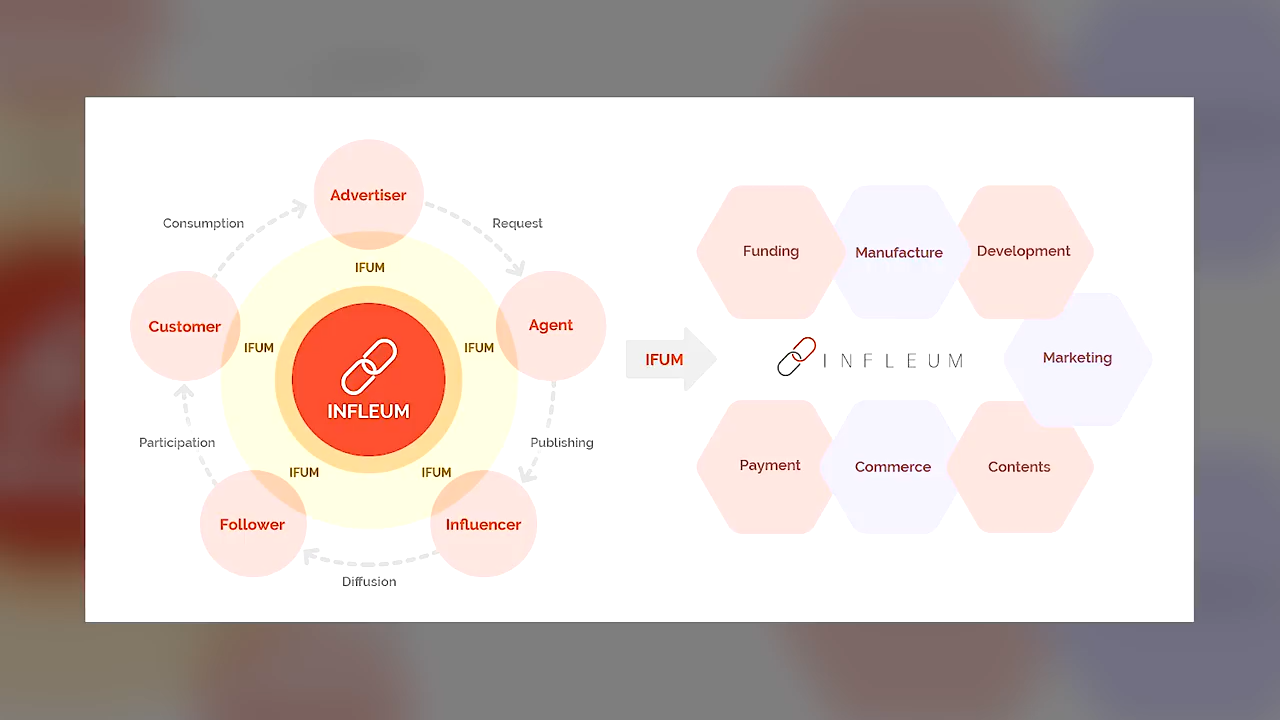 Advertiser
Consumption
Request
IFUM
Customer
Agent
IFUM
IFUM
INFLEUM
Participation
Publishing
IFUM
IFUM
Follower
Influencer
Diffusion
IFUM
Funding
Manufacture
Development
INFLEUM
Marketing
Payment
Commerce
Contents